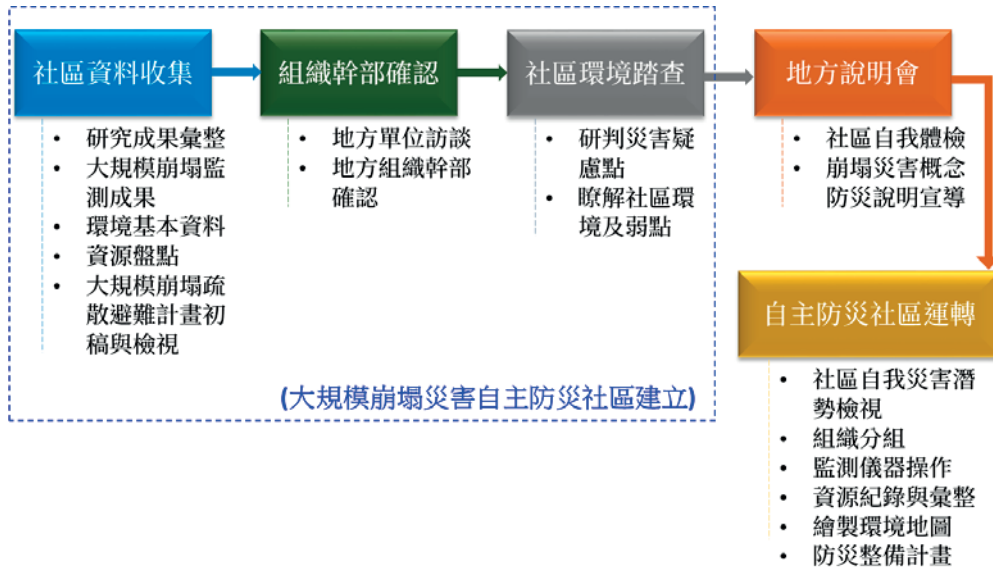 社區資料收集
• 研究成果彙整
• 大規模崩塌監
測成果
• 環境基本資料
• 資源盤點
• 大規模崩塌疏
散避難計畫初
稿與檢視
組織幹部確認
• 地方單位訪談
• 地方組織幹部
確認
社區環境踏查
• 研判災害疑
慮點
• 瞭解社區環
境及弱點
(大規模崩塌災害自主防災社區建立)
地方說明會
• 社區自我體檢
• 崩塌災害概念
防災說明宣導
自主防災社區運轉
• 社區自我災害潛
勢檢視
• 組織分組
• 監測儀器操作
• 資源紀錄與彙整
• 繪製環境地圖
• 防災整備計畫